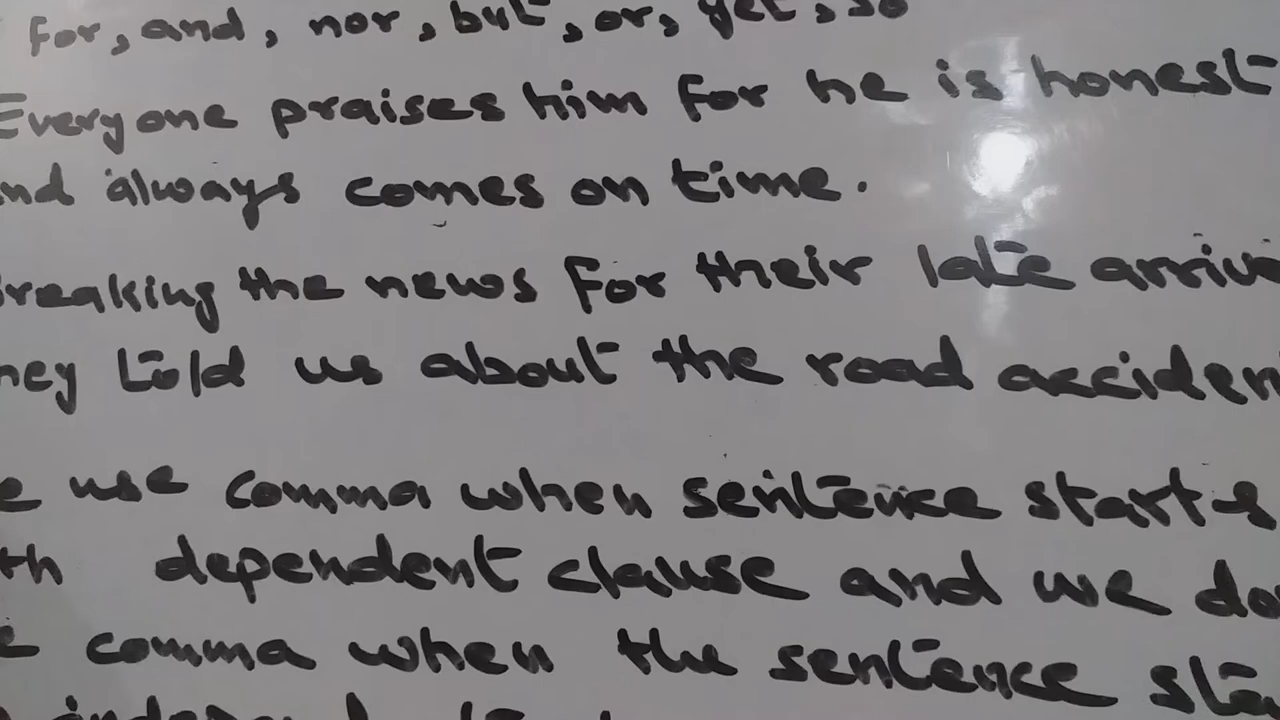 for, and, nor, but, or, yet, so
Everyone praises him for he is honest
nd always comes on time.
reaking the news for their late arriv
hey told us about the road acciden
e use comma when sentence starts
th dependent clause and we do
e comma when the sentence sta